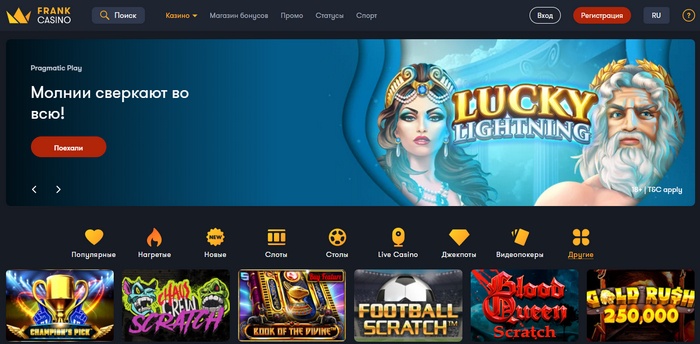 FRANK
CASINO
Поиск
Казино
Магазин бонусов
Промо
Статусы
Спорт
Вход
Регистрация
RU
?
Pragmatic Play
Молнии сверкают во
всю!
Поехали
LUCKY
LIGHTNING
18+ | T&C apply
Популярные
Нагретые
NEW
Новые
Слоты
Столы
Live Casino
Джекпоты
Видеопокеры
Другие
CHAMPION'S PICK
CHAOS
CREW
SCRATCH
Buy Feature
BOOK OF THE DIVINE
FOOTBALL
SCRATCH™
Blood
Queen
Scratch
GOLD RUSH
250,000